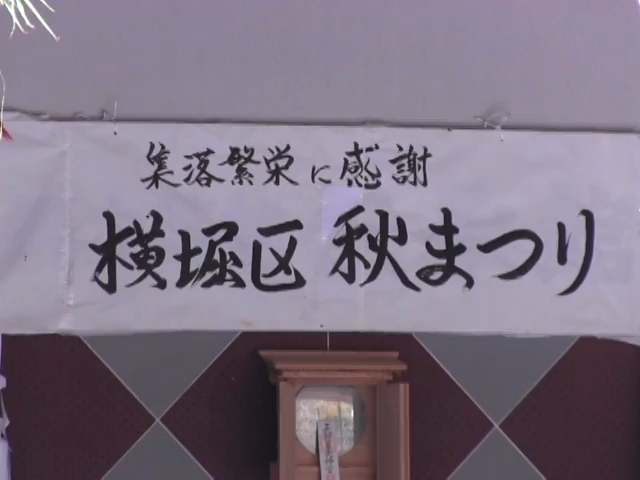 集落繁栄に感謝
横堀区 秋まつり